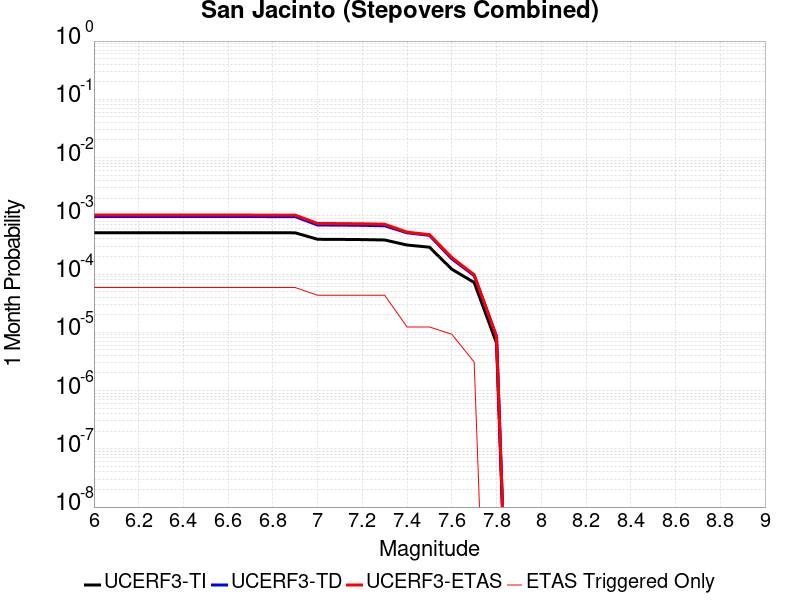 San Jacinto (Stepovers Combined)
10^0
10^-1
10^-2
10^-3
10^-4
10^-5
10^-6
10^-7
10^-8
1 Month Probability
6 6.2 6.4 6.6 6.8 7 7.2 7.4 7.6 7.8 8 8.2 8.4 8.6 8.8 9
Magnitude
UCERF3-TI UCERF3-TD UCERF3-ETAS ETAS Triggered Only